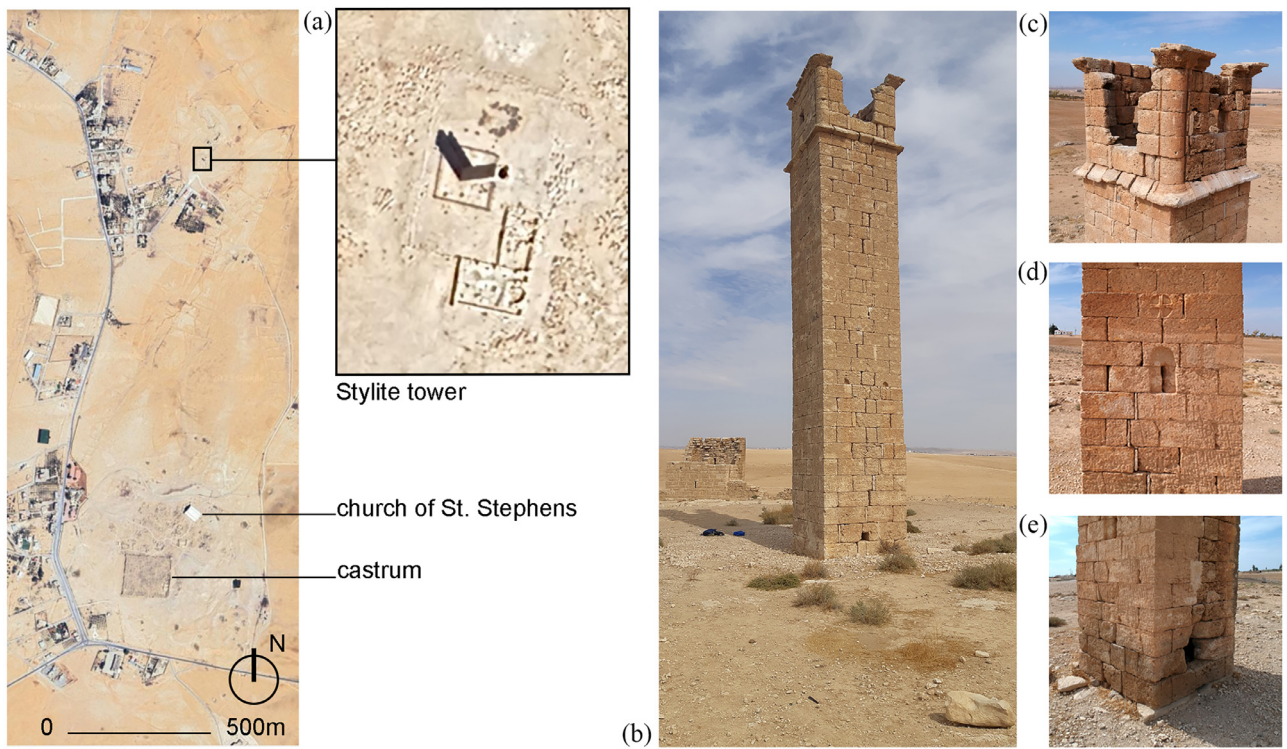 (a)
Stylite tower
church of St. Stephens
castrum
N
0 500m
(b)
(c)
(d)
(e)